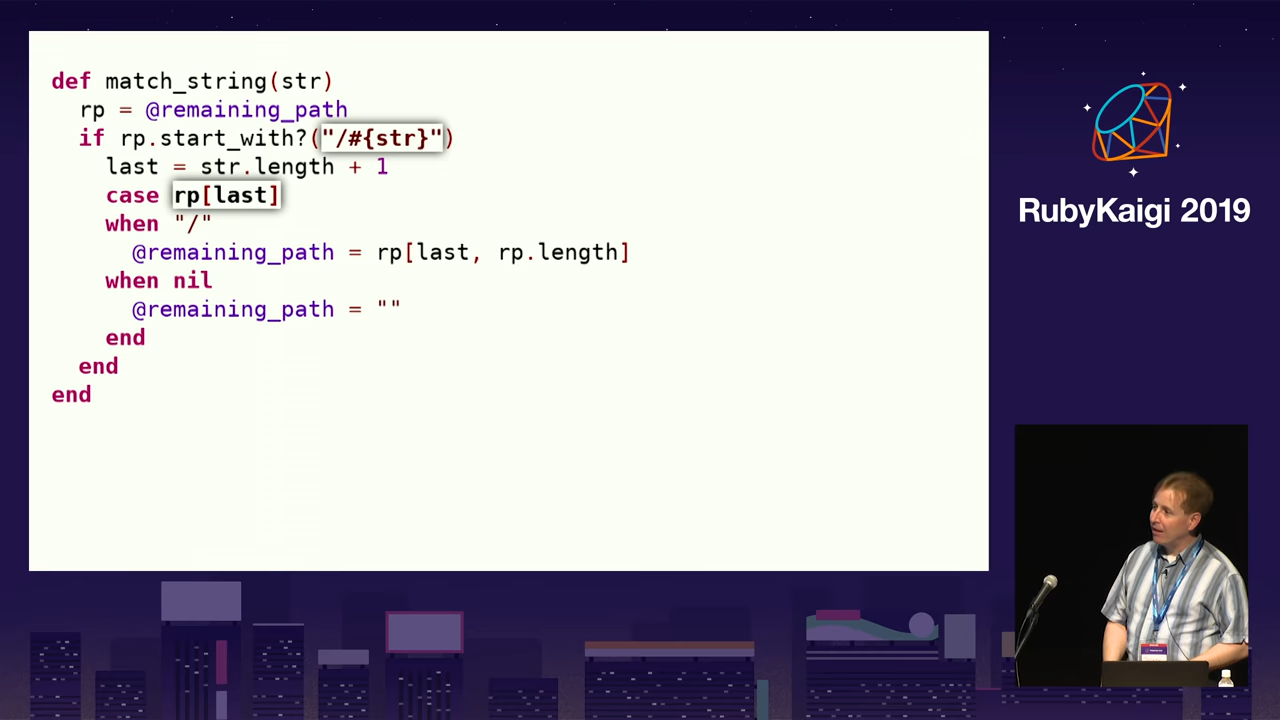 def match_string(str)
  rp = @remaining_path
  if rp.start_with?("/#{str}")
    last = str.length + 1
    case rp[last]
    when "/"
      @remaining_path = rp[last, rp.length]
    when nil
      @remaining_path = ""
    end
  end
end
RubyKaigi 2019